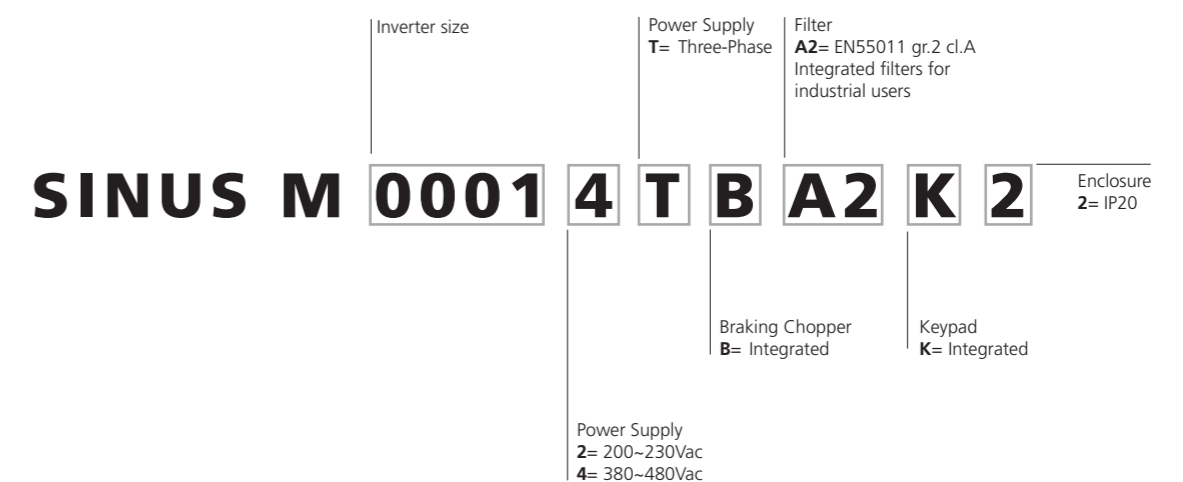 Inverter size
Power Supply
T= Three-Phase
Filter
A2= EN55011 gr.2 cl.A
Integrated filters for
industrial users
SINUS M 0001 4 T B A2 K 2
Enclosure
2= IP20
Braking Chopper
B= Integrated
Keypad
K= Integrated
Power Supply
2= 200~230Vac
4= 380~480Vac